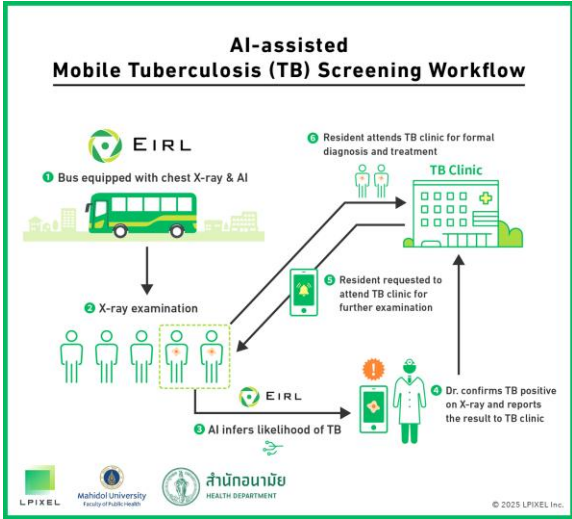 AI-assisted
Mobile Tuberculosis (TB) Screening Workflow
EIRL
1 Bus equipped with chest X-ray & AI
6 Resident attends TB clinic for formal
diagnosis and treatment
TB Clinic
5 Resident requested to
attend TB clinic for
further examination
2 X-ray examination
EIRL
3 AI infers likelihood of TB
4 Dr. confirms TB positive
on X-ray and reports
the result to TB clinic
LPIXEL
Mahidol University
Faculty of Public Health
สำนักอนามัย
HEALTH DEPARTMENT
© 2025 LPIXEL Inc.